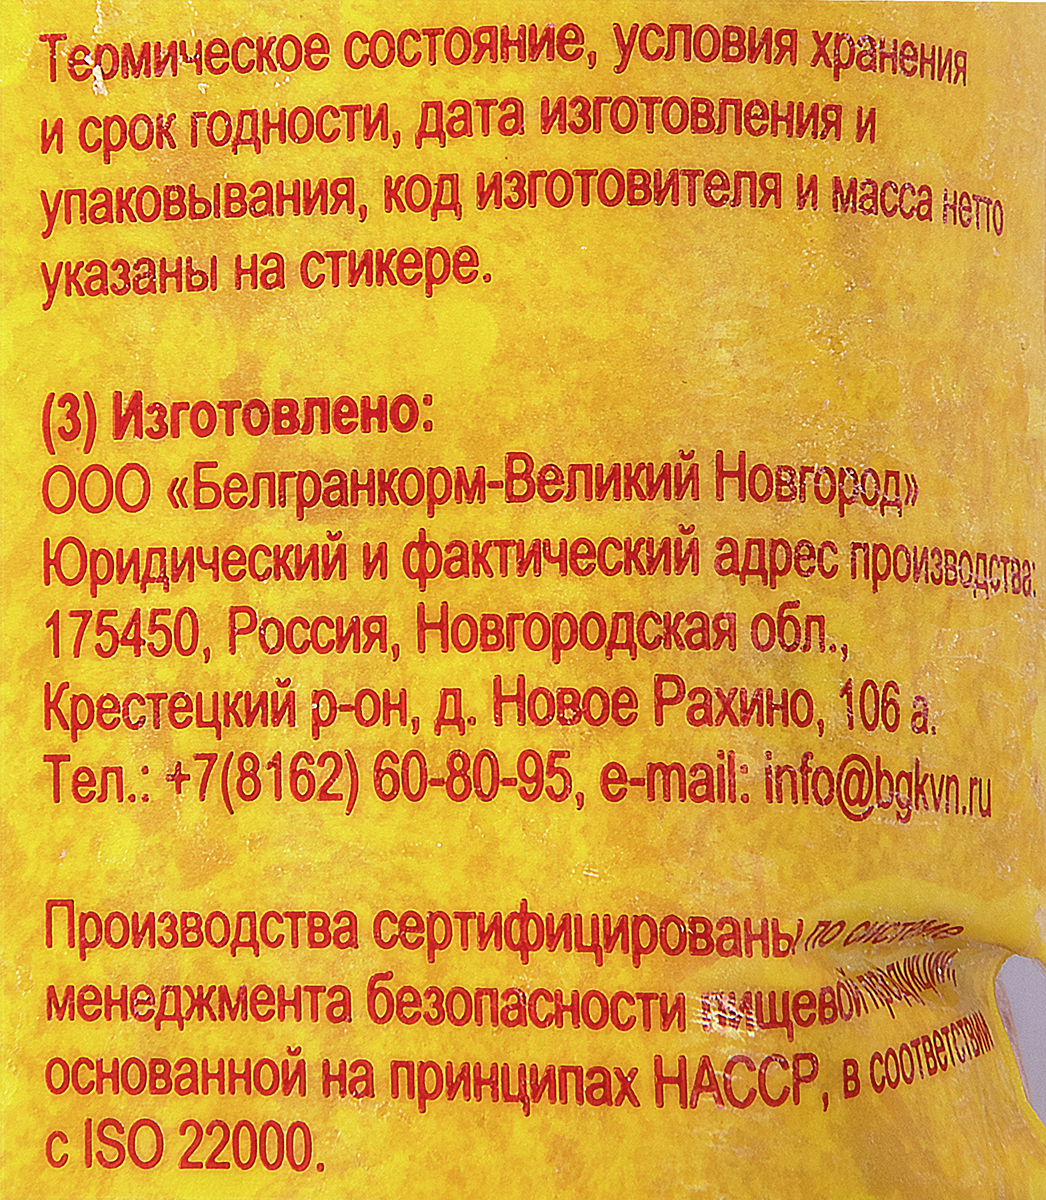 Термическое состояние, условия хранения
и срок годности, дата изготовления и
упаковывания, код изготовителя и масса нетто
указаны на стикере.
(3) Изготовлено:
ООО «Белгранкорм-Великий Новгород»
Юридический и фактический адрес производства:
175450, Россия, Новгородская обл.,
Крестецкий р-он, д. Новое Рахино, 106 а.
Тел.: +7(8162) 60-80-95, e-mail: info@bgkvn.ru
Производства сертифицированы по системе
менеджмента безопасности пищевой продукции,
основанной на принципах НАССР, в соответствии
с ISO 22000.